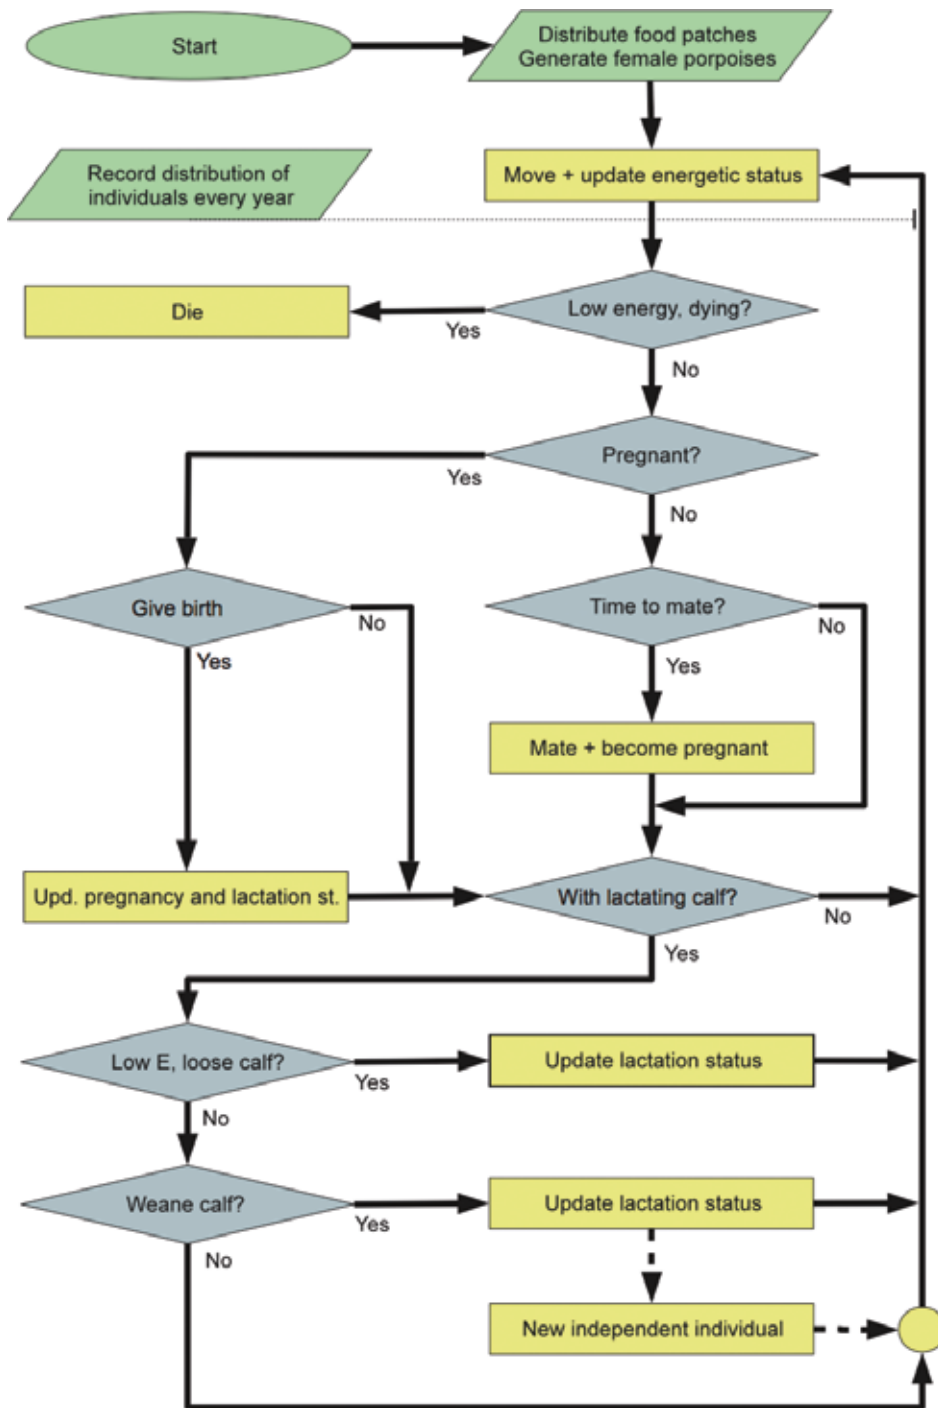 Start
Distribute food patches
Generate female porpoises
Record distribution of
individuals every year
Move + update energetic status
Die
Yes
Low energy, dying?
No
Pregnant?
Yes
No
Give birth
No
Yes
Time to mate?
No
Yes
Mate + become pregnant
Upd. pregnancy and lactation st.
With lactating calf?
No
Yes
Low E, loose calf?
Yes
No
Update lactation status
Weane calf?
Yes
No
Update lactation status
New independent individual